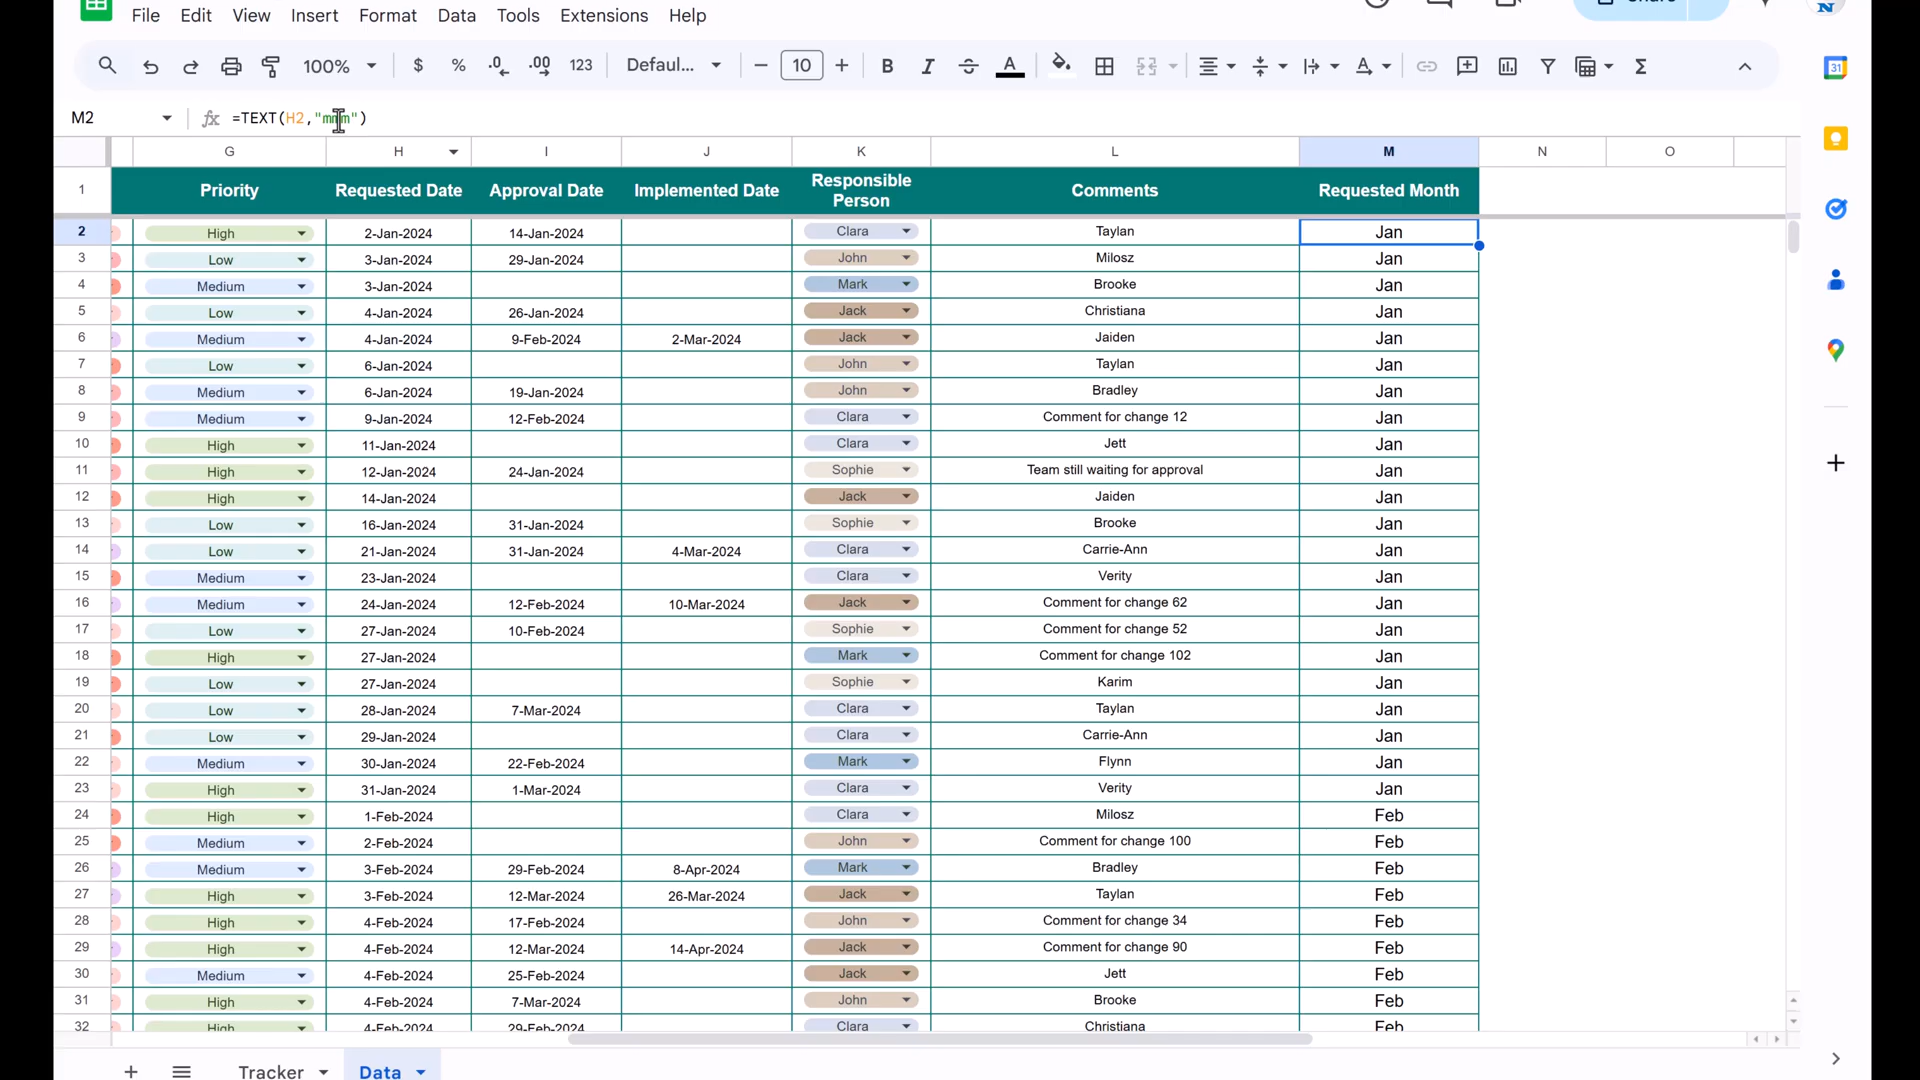 File Edit View Insert Format Data Tools Extensions Help
100% $ % .0 .00 123 Defaul... 10 B I A Σ
M2 fx =TEXT(H2,"mmm")
G H I J K L M N O
1 Priority Requested Date Approval Date Implemented Date Responsible Person Comments Requested Month
2 High 2-Jan-2024 14-Jan-2024 Clara Taylan Jan
3 Low 3-Jan-2024 29-Jan-2024 John Milosz Jan
4 Medium 3-Jan-2024 Mark Brooke Jan
5 Low 4-Jan-2024 26-Jan-2024 Jack Christiana Jan
6 Medium 4-Jan-2024 9-Feb-2024 2-Mar-2024 Jack Jaiden Jan
7 Low 6-Jan-2024 John Taylan Jan
8 Medium 6-Jan-2024 19-Jan-2024 John Bradley Jan
9 Medium 9-Jan-2024 12-Feb-2024 Clara Comment for change 12 Jan
10 High 11-Jan-2024 Clara Jett Jan
11 High 12-Jan-2024 24-Jan-2024 Sophie Team still waiting for approval Jan
12 High 14-Jan-2024 Jack Jaiden Jan
13 Low 16-Jan-2024 31-Jan-2024 Sophie Brooke Jan
14 Low 21-Jan-2024 31-Jan-2024 4-Mar-2024 Clara Carrie-Ann Jan
15 Medium 23-Jan-2024 Clara Verity Jan
16 Medium 24-Jan-2024 12-Feb-2024 10-Mar-2024 Jack Comment for change 62 Jan
17 Low 27-Jan-2024 10-Feb-2024 Sophie Comment for change 52 Jan
18 High 27-Jan-2024 Mark Comment for change 102 Jan
19 Low 27-Jan-2024 Sophie Karim Jan
20 Low 28-Jan-2024 7-Mar-2024 Clara Taylan Jan
21 Low 29-Jan-2024 Clara Carrie-Ann Jan
22 Medium 30-Jan-2024 22-Feb-2024 Mark Flynn Jan
23 High 31-Jan-2024 1-Mar-2024 Clara Verity Jan
24 High 1-Feb-2024 Clara Milosz Feb
25 Medium 2-Feb-2024 John Comment for change 100 Feb
26 Medium 3-Feb-2024 29-Feb-2024 8-Apr-2024 Mark Bradley Feb
27 High 3-Feb-2024 12-Mar-2024 26-Mar-2024 Jack Taylan Feb
28 High 4-Feb-2024 17-Feb-2024 John Comment for change 34 Feb
29 High 4-Feb-2024 12-Mar-2024 14-Apr-2024 Jack Comment for change 90 Feb
30 Medium 4-Feb-2024 25-Feb-2024 Jack Jett Feb
31 High 4-Feb-2024 7-Mar-2024 John Brooke Feb
32 High 4-Feb-2024 29-Feb-2024 Clara Christiana Feb
Tracker Data
31
N